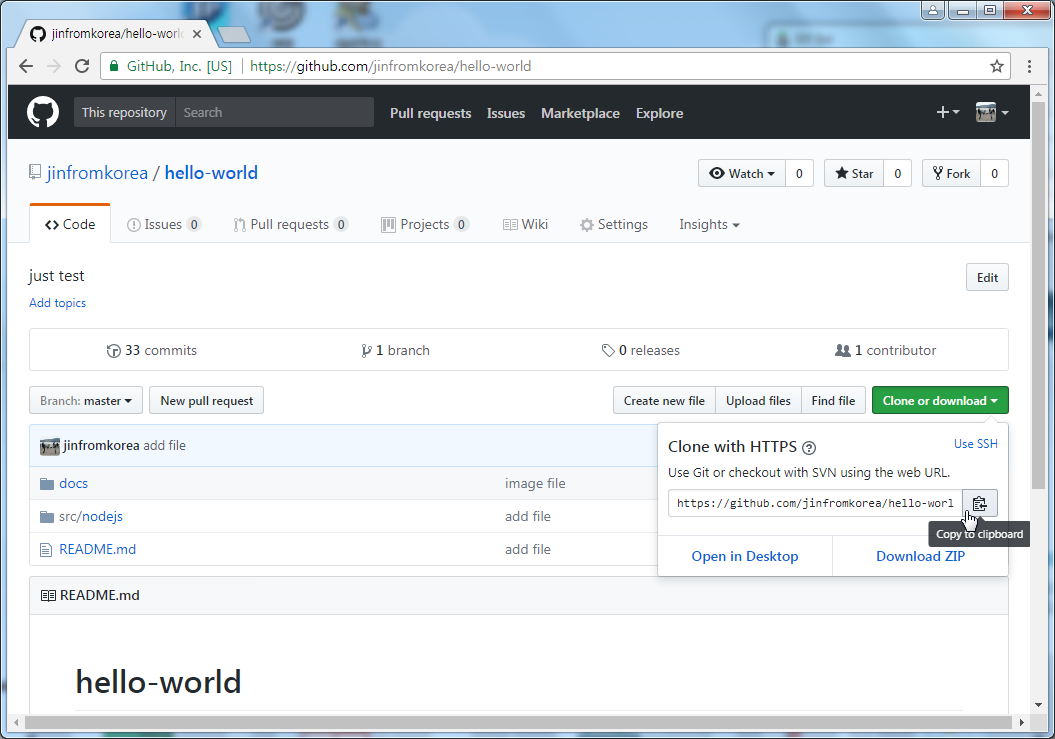 jinfromkorea/hello-worl
GitHub, Inc. [US] https://github.com/jinfromkorea/hello-world
This repository Search Pull requests Issues Marketplace Explore
jinfromkorea / hello-world Watch 0 Star 0 Fork 0
Code Issues 0 Pull requests 0 Projects 0 Wiki Settings Insights
just test Edit
Add topics
33 commits 1 branch 0 releases 1 contributor
Branch: master New pull request Create new file Upload files Find file Clone or download
jinfromkorea add file
docs image file
src/nodejs add file
README.md add file
Clone with HTTPS Use SSH
Use Git or checkout with SVN using the web URL.
https://github.com/jinfromkorea/hello-worl
Copy to clipboard
Open in Desktop Download ZIP
README.md
hello-world